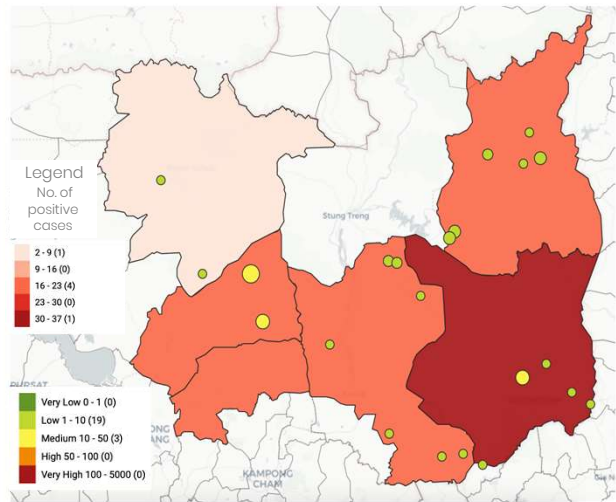 Stung Treng
Legend
No. of
positive
cases
2 - 9 (1)
9 - 16 (0)
16 - 23 (4)
23 - 30 (0)
30 - 37 (1)
PURSAT
Very Low 0 - 1 (0)
Low 1 - 10 (19)
Medium 10 - 50 (3)
High 50 - 100 (0)
Very High 100 - 5000 (0)
KAMPONG
CHAM